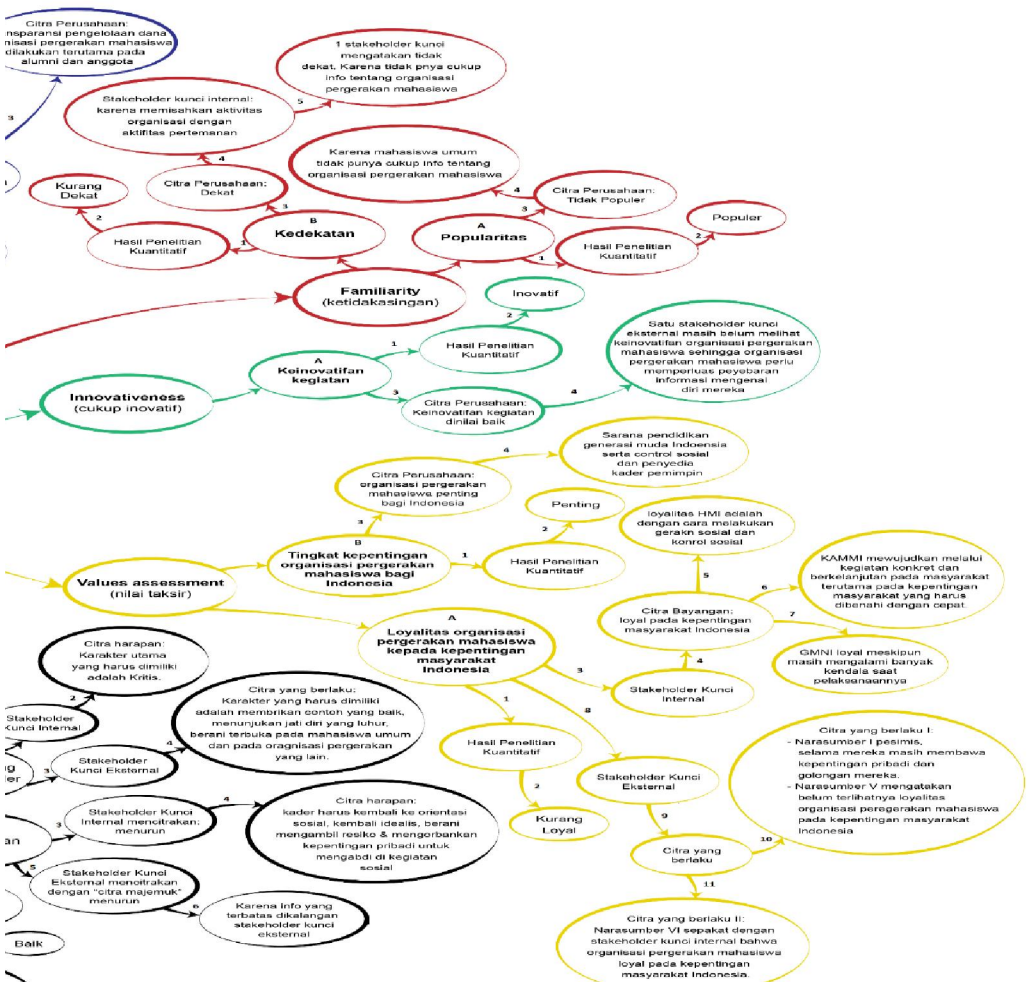 Citra Perusahaan:
nsparansi pengelolaan dana
nisasi pergerakan mahasiswa
dilakukan terutama pada
alumni dan anggota
3
1 stakeholder kunci
mengatakan tidak
dekat. Karena tidak pnya cukup
info tentang organisasi
pergerakan mahasiswa
5
Stakeholder kunci internal:
karena memisahkan aktivitas
organisasi dengan
aktifitas pertemanan
4
Citra Perusahaan:
Dekat
3
Kurang
Dekat
2
Hasil Penelitian
Kuantitatif
1
B
Kedekatan
Karena mahasiswa umum
tidak punya cukup info tentang
organisasi pergerakan mahasiswa
4
Citra Perusahaan:
Tidak Populer
3
A
Popularitas
1
Hasil Penelitian
Kuantitatif
2
Populer
Familiarity
(ketidakasingan)
Innovativeness
(cukup inovatif)
A
Keinovatifan
kegiatan
1
Hasil Penelitian
Kuantitatif
2
Inovatif
3
Citra Perusahaan:
Keinovatifan kegiatan
dinilai baik
4
Satu stakeholder kunci
eksternal masih belum melihat
keinovatifan organisasi pergerakan
mahasiswa sehingga organisasi
pergerakan mahasiswa perlu
memperluas peyebaran
informasi mengenai
diri mereka
Values assessment
(nilai taksir)
B
Tingkat kepentingan
organisasi pergerakan
mahasiswa bagi
Indonesia
1
Hasil Penelitian
Kuantitatif
2
Penting
3
Citra Perusahaan:
organisasi pergerakan
mahasiswa penting
bagi Indonesia
4
Sarana pendidikan
generasi muda Indoensia
serta control sosial
dan penyedia
kader pemimpin
A
Loyalitas organisasi
pergerakan mahasiswa
kepada kepentingan
masyarakat
Indonesia
1
Hasil Penelitian
Kuantitatif
2
Kurang
Loyal
3
Stakeholder Kunci
Internal
4
Citra Bayangan:
loyal pada kepentingan
masyarakat Indonesia
5
loyalitas HMI adalah
dengan cara melakukan
gerakn sosial dan
konrol sosial
6
KAMMI mewujudkan melalui
kegiatan konkret dan
berkelanjutan pada masyarakat
terutama pada kepentingan
masyarakat yang harus
dibenahi dengan cepat.
7
GMNI loyal meskipun
masih mengalami banyak
kendala saat
pelaksanaannya
8
Stakeholder Kunci
Eksternal
9
Citra yang
berlaku
10
Citra yang berlaku I:
- Narasumber I pesimis,
selama mereka masih membawa
kepentingan pribadi dan
golongan mereka.
- Narasumber V mengatakan
belum terlihatnya loyalitas
organisasi peregerakan mahasiswa
pada kepentingan masyarakat
Indonesia
11
Citra yang berlaku II:
Narasumber VI sepakat dengan
stakeholder kunci internal bahwa
organisasi pergerakan mahasiswa
loyal pada kepentingan
masyarakat Indonesia.
Citra harapan:
Karakter utama
yang harus dimiliki
adalah Kritis.
2
Stakeholder
Kunci Internal
3
Stakeholder
Kunci Eksternal
4
Citra yang berlaku:
Karakter yang harus dimiliki
adalah membrikan contoh yang baik,
menunjukan jati diri yang luhur,
berani terbuka pada mahasiswa umum
dan pada oragnisasi pergerakan
yang lain.
3
Stakeholder Kunci
Internal mencitrakan:
menurun
4
Citra harapan:
kader harus kembali ke orientasi
sosial, kembali idealis, berani
mengambil resiko & mengorbankan
kepentingan pribadi untuk
mengabdi di kegiatan
sosial
an
5
Stakeholder Kunci
Eksternal mencitrakan
dengan "citra majemuk"
menurun
6
Karena Info yang
terbatas dikalangan
stakeholder kunci
eksternal
Baik